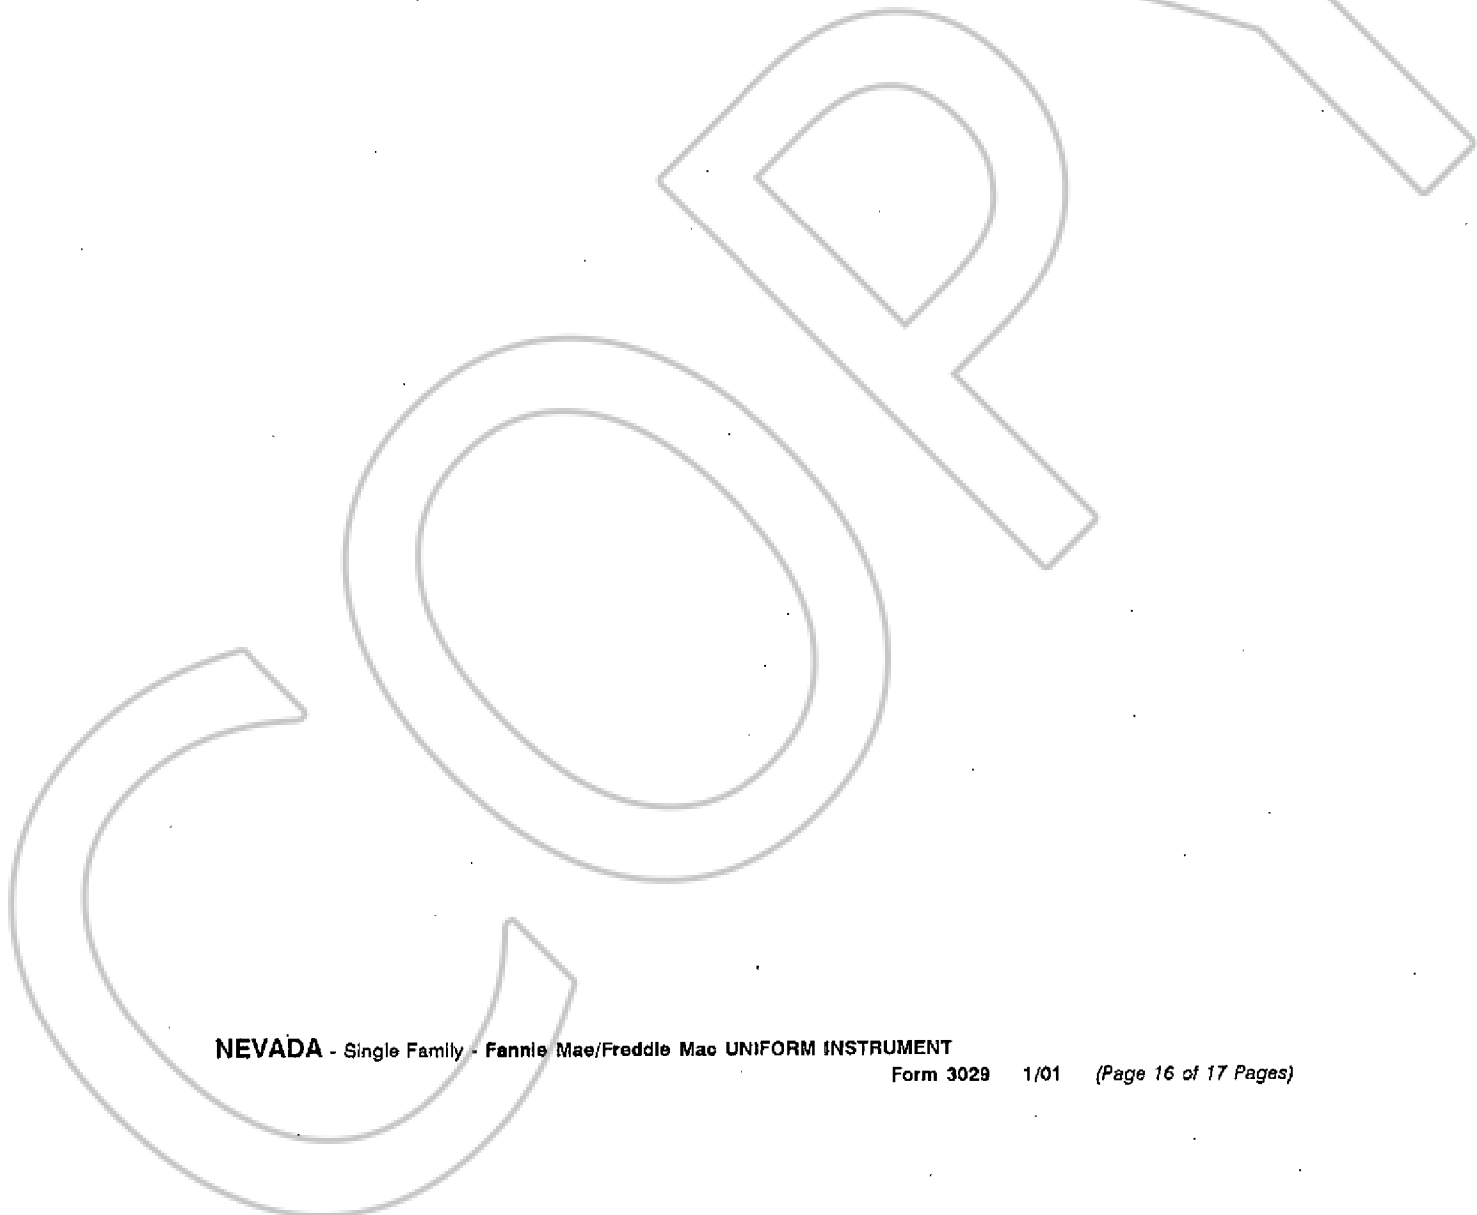 COPY
NEVADA - Single Family - Fannie Mae/Freddie Mac UNIFORM INSTRUMENT
Form 3029 1/01 (Page 16 of 17 Pages)